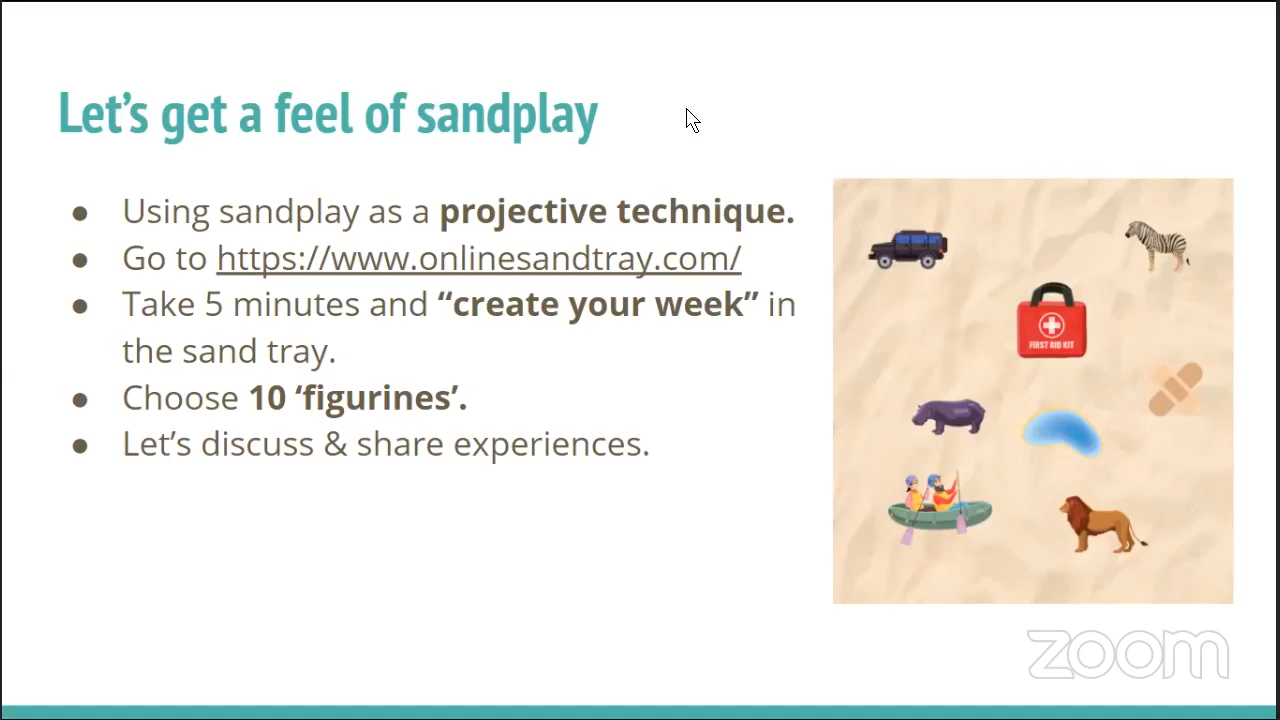 Let's get a feel of sandplay
● Using sandplay as a projective technique.
● Go to https://www.onlinesandtray.com/
● Take 5 minutes and “create your week” in
the sand tray.
● Choose 10 ‘figurines’.
● Let’s discuss & share experiences.
FIRST AID KIT
zoom